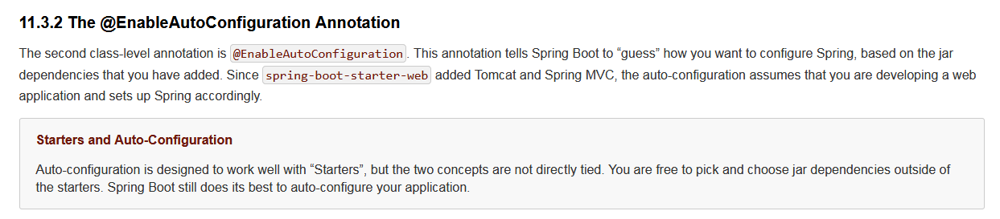 11.3.2 The @EnableAutoConfiguration Annotation
The second class-level annotation is @EnableAutoConfiguration. This annotation tells Spring Boot to “guess” how you want to configure Spring, based on the jar
dependencies that you have added. Since spring-boot-starter-web added Tomcat and Spring MVC, the auto-configuration assumes that you are developing a web
application and sets up Spring accordingly.
Starters and Auto-Configuration
Auto-configuration is designed to work well with “Starters”, but the two concepts are not directly tied. You are free to pick and choose jar dependencies outside of
the starters. Spring Boot still does its best to auto-configure your application.